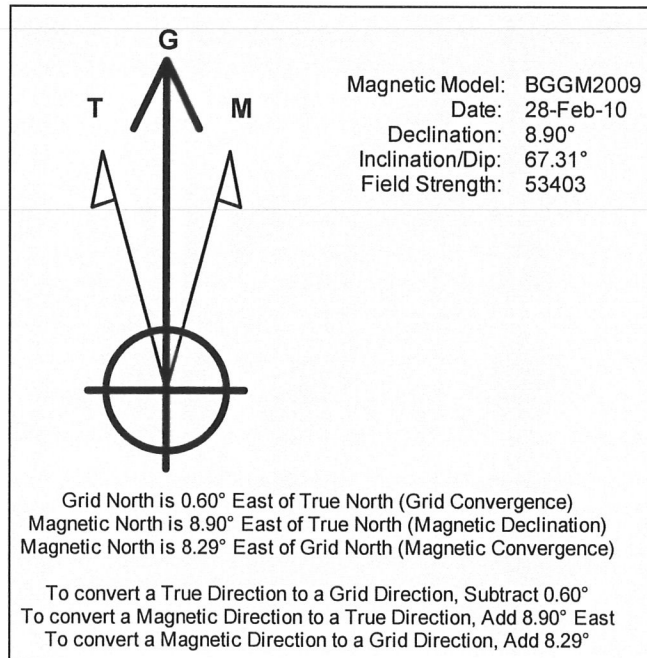 G
T
M
Magnetic Model: BGGM2009
Date: 28-Feb-10
Declination: 8.90°
Inclination/Dip: 67.31°
Field Strength: 53403
Grid North is 0.60° East of True North (Grid Convergence)
Magnetic North is 8.90° East of True North (Magnetic Declination)
Magnetic North is 8.29° East of Grid North (Magnetic Convergence)
To convert a True Direction to a Grid Direction, Subtract 0.60°
To convert a Magnetic Direction to a True Direction, Add 8.90° East
To convert a Magnetic Direction to a Grid Direction, Add 8.29°